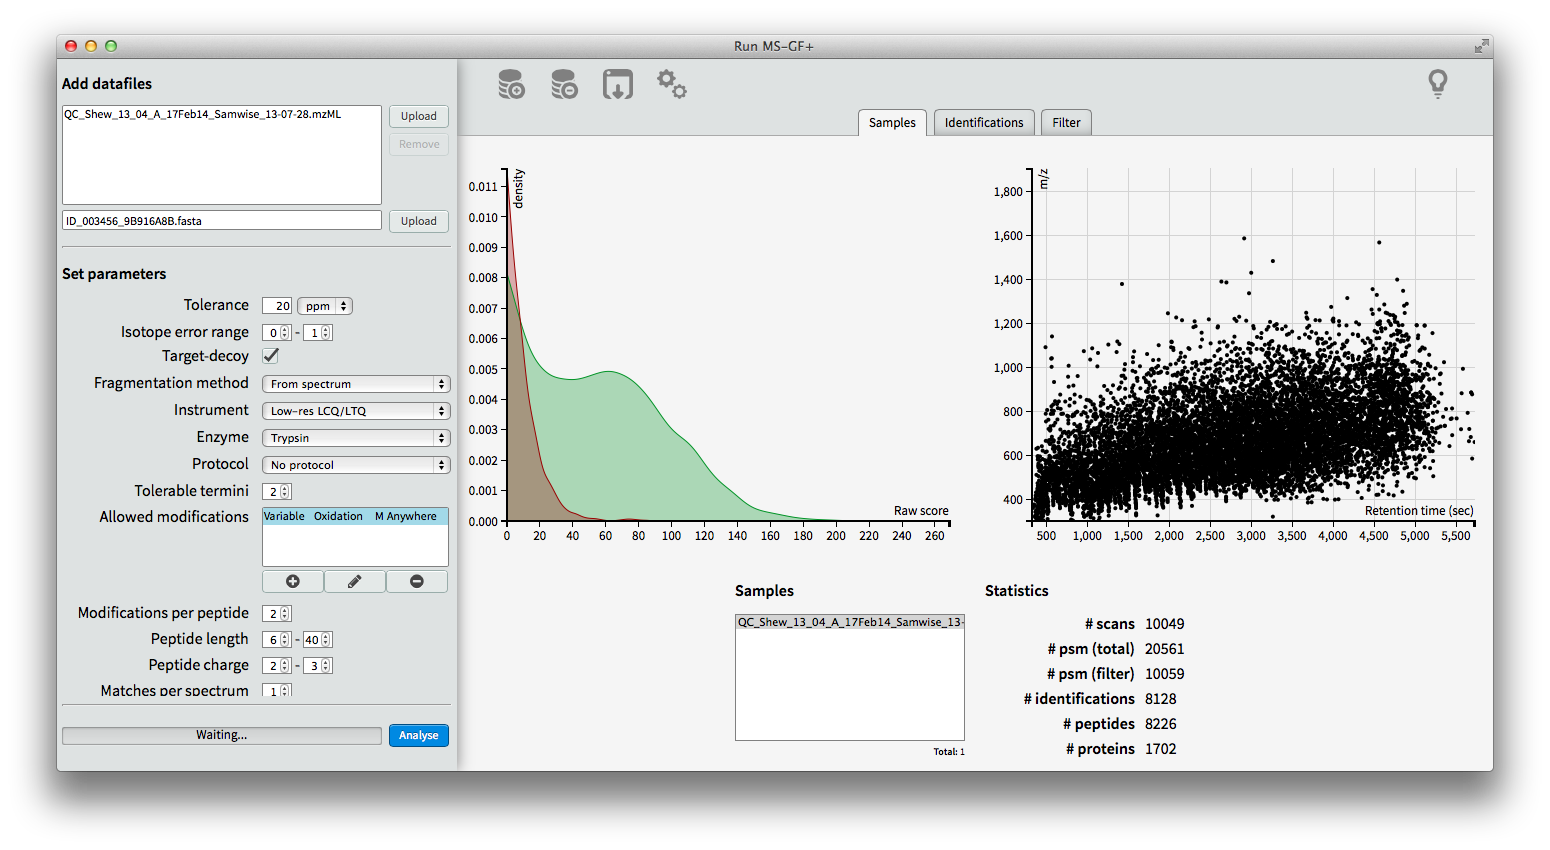 Run MS-GF+
Add datafiles
QC_Shew_13_04_A_17Feb14_Samwise_13-07-28.mzML
Upload
Remove
ID_003456_9B916A8B.fasta
Upload
Set parameters
Tolerance 20 ppm
Isotope error range 0 - 1
Target-decoy
Fragmentation method From spectrum
Instrument Low-res LCQ/LTQ
Enzyme Trypsin
Protocol No protocol
Tolerable termini 2
Allowed modifications Variable Oxidation M Anywhere
Modifications per peptide 2
Peptide length 6 - 40
Peptide charge 2 - 3
Matches per spectrum 1
Waiting...
Analyse
Samples Identifications Filter
density
0.011
0.010
0.009
0.008
0.007
0.006
0.005
0.004
0.003
0.002
0.001
0.000
Raw score
0 20 40 60 80 100 120 140 160 180 200 220 240 260
m/z
1,800
1,600
1,400
1,200
1,000
800
600
400
Retention time (sec)
500 1,000 1,500 2,000 2,500 3,000 3,500 4,000 4,500 5,000 5,500
Samples
QC_Shew_13_04_A_17Feb14_Samwise_13-
Total: 1
Statistics
# scans 10049
# psm (total) 20561
# psm (filter) 10059
# identifications 8128
# peptides 8226
# proteins 1702